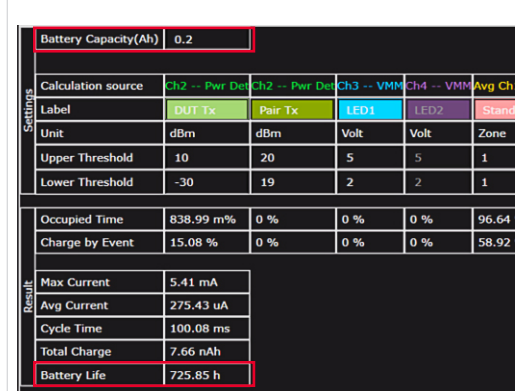 Battery Capacity(Ah) 0.2
Calculation source Ch2 -- Pwr Det Ch2 -- Pwr Det Ch3 -- VMM Ch4 -- VMM Avg Ch
Label DUT Tx Pair Tx LED1 LED2 Stand
Settings
Unit dBm dBm Volt Volt Zone
Upper Threshold 10 20 5 5 1
Lower Threshold -30 19 2 2 1
Occupied Time 838.99 m% 0 % 0 % 0 % 96.64
Charge by Event 15.08 % 0 % 0 % 0 % 58.92
Result
Max Current 5.41 mA
Avg Current 275.43 uA
Cycle Time 100.08 ms
Total Charge 7.66 nAh
Battery Life 725.85 h